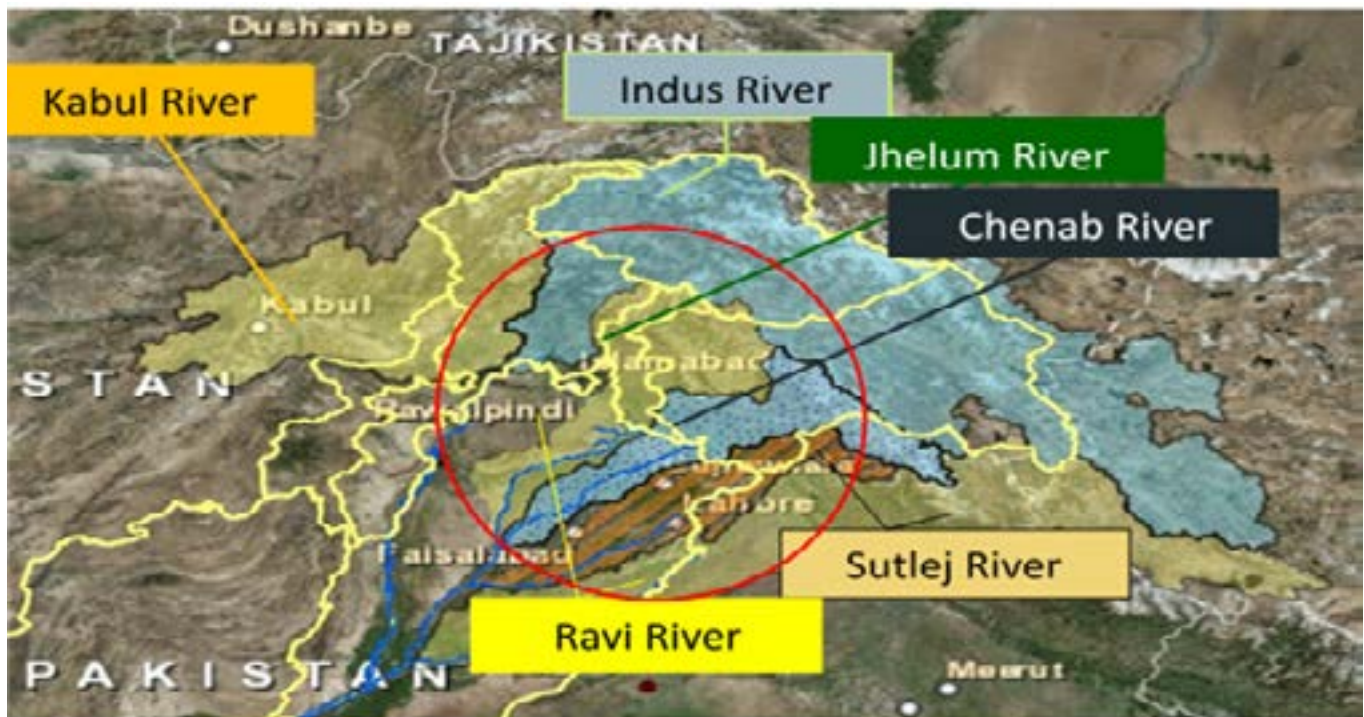 Dushanbe
TAJIKISTAN
Indus River
Kabul River
Jhelum River
Chenab River
Kabul
Islamabad
STAN
Rawalpindi
Lahore
Faisalabad
Sutlej River
Ravi River
PAKISTAN
Meerut